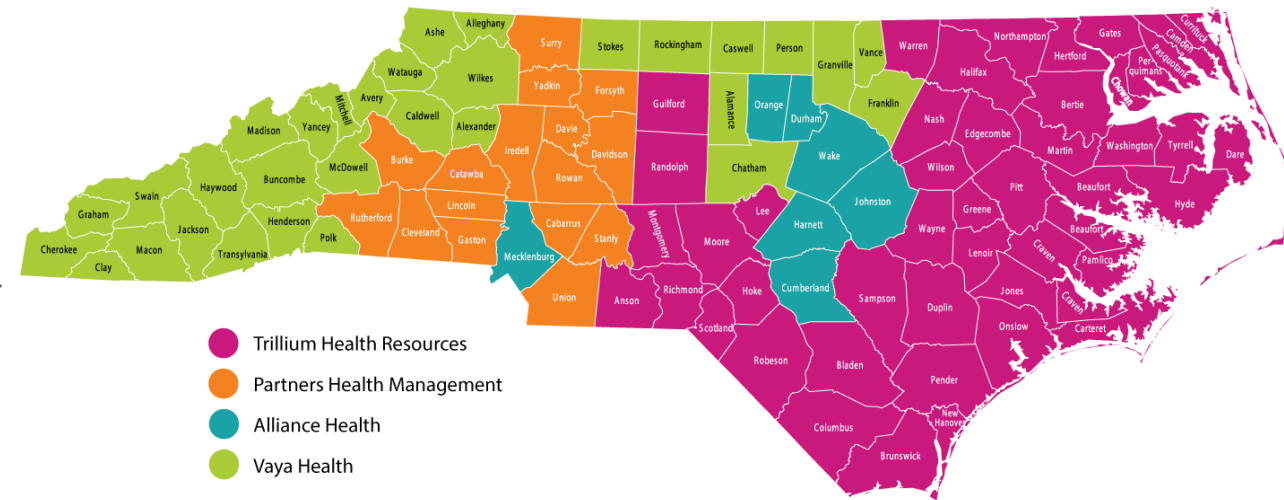 Ashe
Alleghany
Surry
Stokes
Rockingham
Caswell
Person
Granville
Vance
Warren
Northampton
Gates
Currituck
Camden
Pasquotank
Per-
quimans
Chowan
Hertford
Halifax
Bertie
Watauga
Wilkes
Yadkin
Forsyth
Guilford
Alamance
Orange
Durham
Franklin
Nash
Edgecombe
Martin
Washington
Tyrrell
Dare
Mitchell
Avery
Caldwell
Alexander
Iredell
Davie
Davidson
Randolph
Chatham
Wake
Wilson
Pitt
Beaufort
Hyde
Madison
Yancey
McDowell
Burke
Catawba
Rowan
Johnston
Greene
Beaufort
Swain
Haywood
Buncombe
Rutherford
Lincoln
Cleveland
Gaston
Cabarrus
Stanly
Montgomery
Moore
Lee
Harnett
Wayne
Lenoir
Craven
Pamlico
Graham
Cherokee
Clay
Macon
Jackson
Transylvania
Henderson
Polk
Mecklenburg
Union
Anson
Richmond
Scotland
Hoke
Cumberland
Sampson
Duplin
Jones
Craven
Carteret
Onslow
Robeson
Bladen
Pender
Columbus
New
Hanover
Brunswick
Trillium Health Resources
Partners Health Management
Alliance Health
Vaya Health